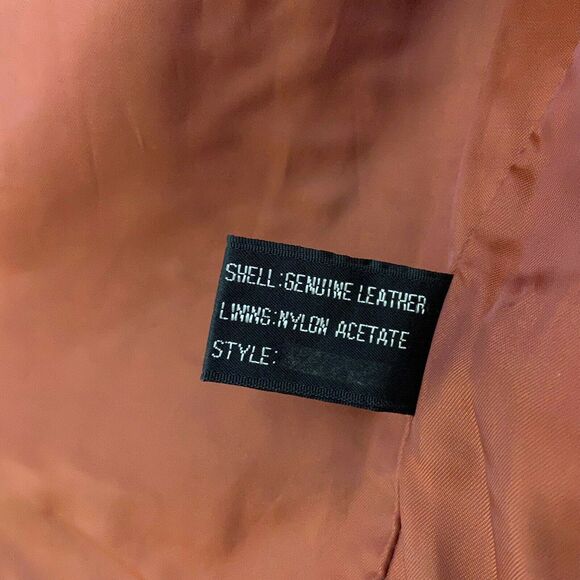 SHELL:GENUINE LEATHER
LINING:NYLON ACETATE
STYLE: